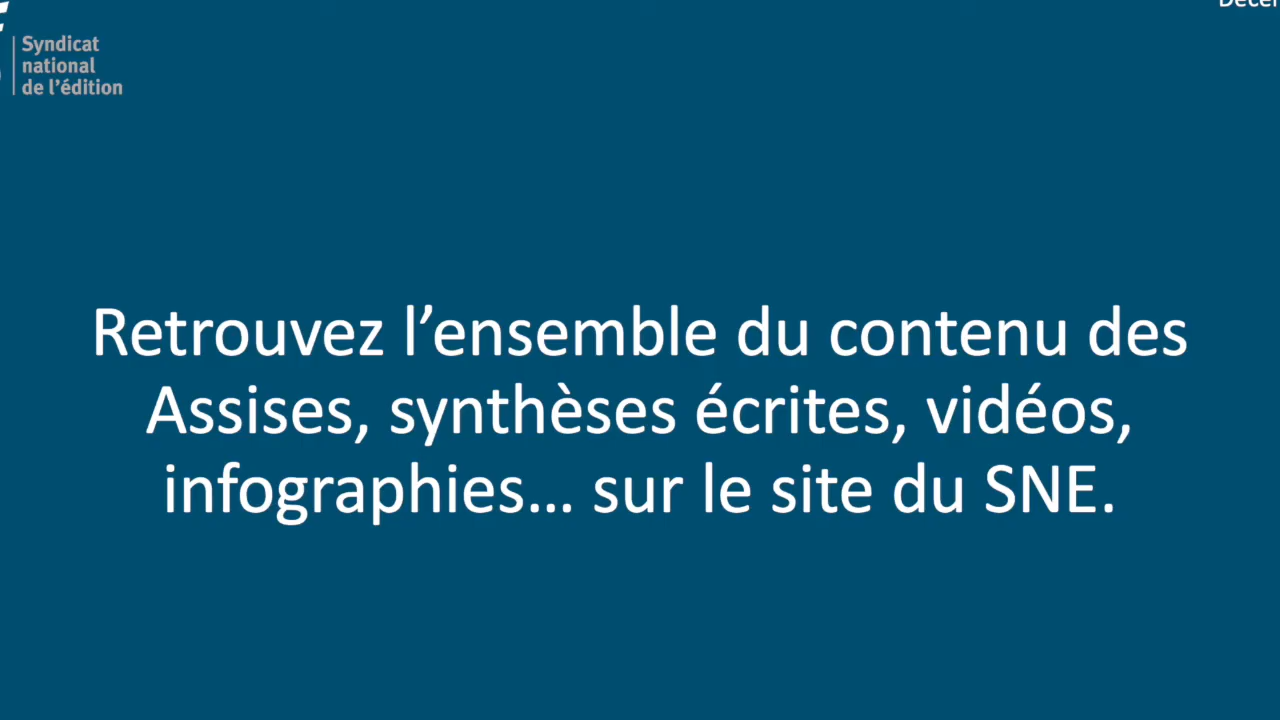 Syndicat
national
de l’édition
Retrouvez l’ensemble du contenu des
Assises, synthèses écrites, vidéos,
infographies… sur le site du SNE.